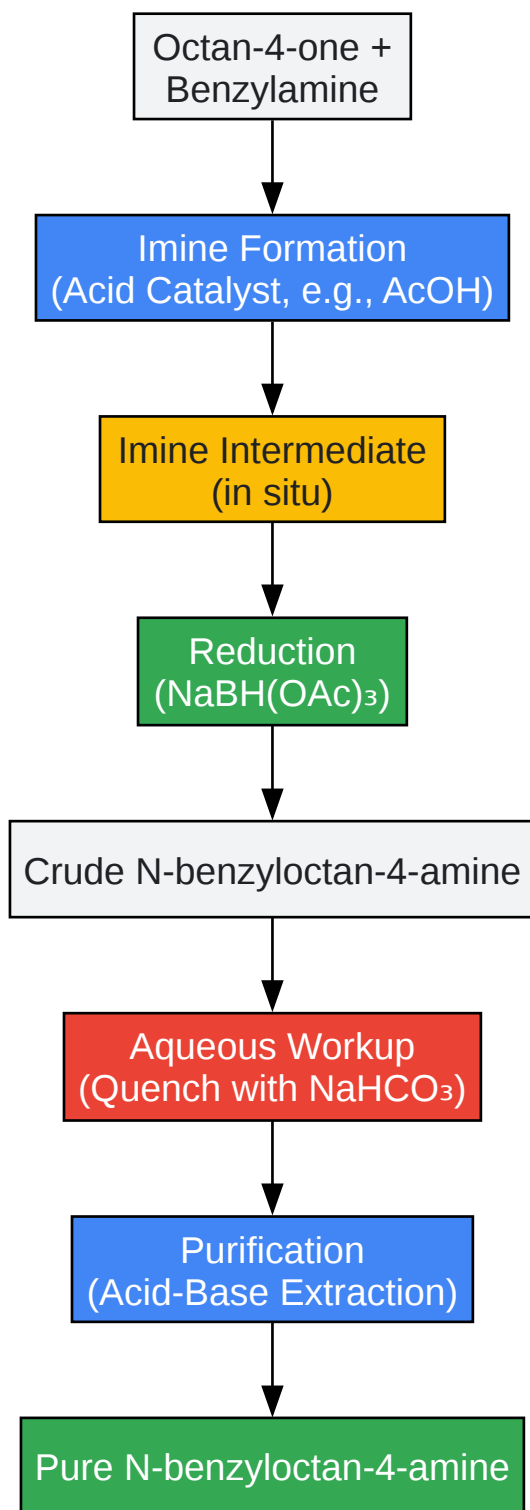 Octan-4-one +
Benzylamine
Imine Formation
(Acid Catalyst, e.g., AcOH)
Imine Intermediate
(in situ)
Reduction
(NaBH(OAc)₃)
Crude N-benzyloctan-4-amine
Aqueous Workup
(Quench with NaHCO₃)
Purification
(Acid-Base Extraction)
Pure N-benzyloctan-4-amine